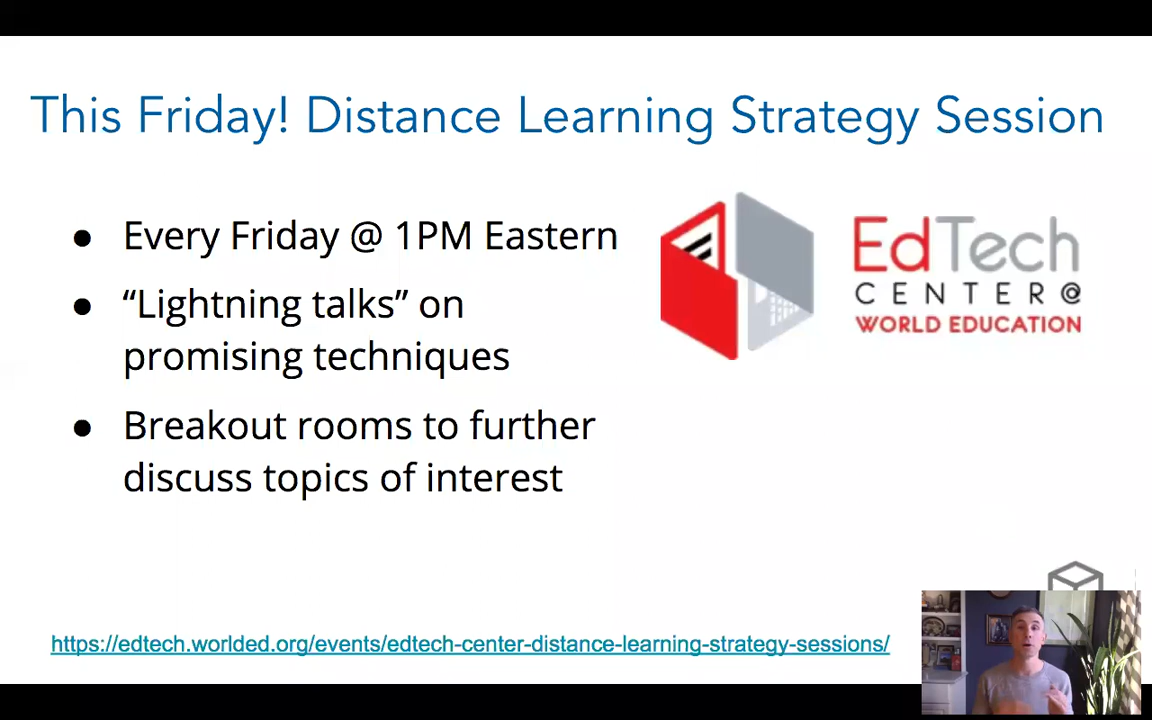 This Friday! Distance Learning Strategy Session
● Every Friday @ 1PM Eastern
● “Lightning talks” on
promising techniques
● Breakout rooms to further
discuss topics of interest
EdTech
CENTER@
WORLD EDUCATION
https://edtech.worlded.org/events/edtech-center-distance-learning-strategy-sessions/